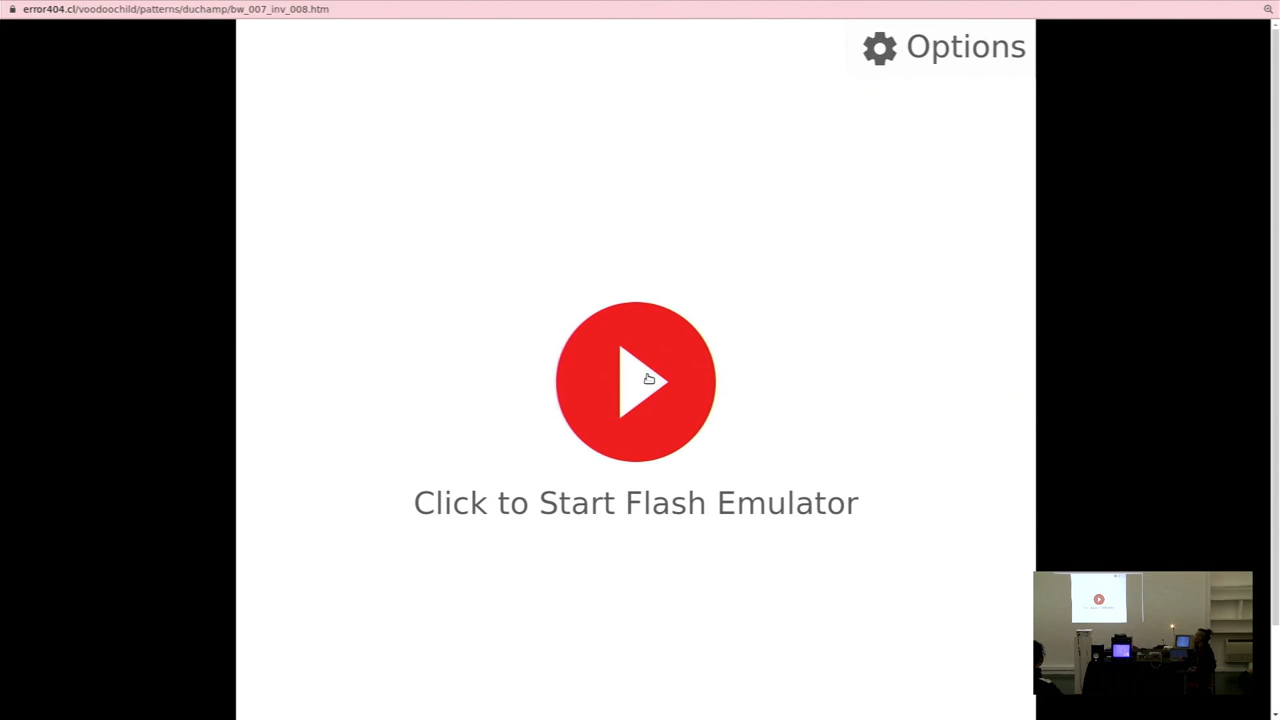 error404.cl/voodoochild/patterns/duchamp/bw_007_inv_008.htm
Options
Click to Start Flash Emulator